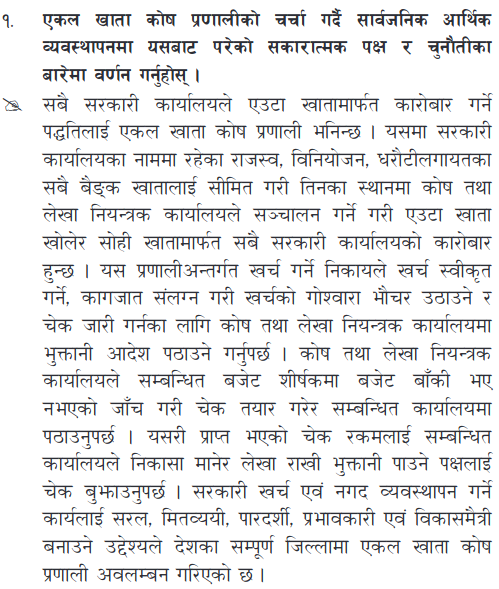 १. एकल खाता कोष प्रणालीको चर्चा गर्दै सार्वजनिक आर्थिक
व्यवस्थापनमा यसबाट परेको सकारात्मक पक्ष र चुनौतीका
बारेमा वर्णन गर्नुहोस् ।
सबै सरकारी कार्यालयले एउटा खातामार्फत कारोबार गर्ने
पद्धतिलाई एकल खाता कोष प्रणाली भनिन्छ । यसमा सरकारी
कार्यालयका नाममा रहेका राजस्व, विनियोजन, धरौटीलगायतका
सबै बैङ्क खातालाई सीमित गरी तिनका स्थानमा कोष तथा
लेखा नियन्त्रक कार्यालयले सञ्चालन गर्ने गरी एउटा खाता
खोलेर सोही खातामार्फत सबै सरकारी कार्यालयको कारोबार
हुन्छ । यस प्रणालीअन्तर्गत खर्च गर्ने निकायले खर्च स्वीकृत
गर्ने, कागजात संलग्न गरी खर्चको गोश्वारा भौचर उठाउने र
चेक जारी गर्नका लागि कोष तथा लेखा नियन्त्रक कार्यालयमा
भुक्तानी आदेश पठाउने गर्नुपर्छ । कोष तथा लेखा नियन्त्रक
कार्यालयले सम्बन्धित बजेट शीर्षकमा बजेट बाँकी भए
नभएको जाँच गरी चेक तयार गरेर सम्बन्धित कार्यालयमा
पठाउनुपर्छ । यसरी प्राप्त भएको चेक रकमलाई सम्बन्धित
कार्यालयले निकासा मानेर लेखा राखी भुक्तानी पाउने पक्षलाई
चेक बुझाउनुपर्छ । सरकारी खर्च एवं नगद व्यवस्थापन गर्ने
कार्यलाई सरल, मितव्ययी, पारदर्शी, प्रभावकारी एवं विकासमैत्री
बनाउने उद्देश्यले देशका सम्पूर्ण जिल्लामा एकल खाता कोष
प्रणाली अवलम्बन गरिएको छ ।